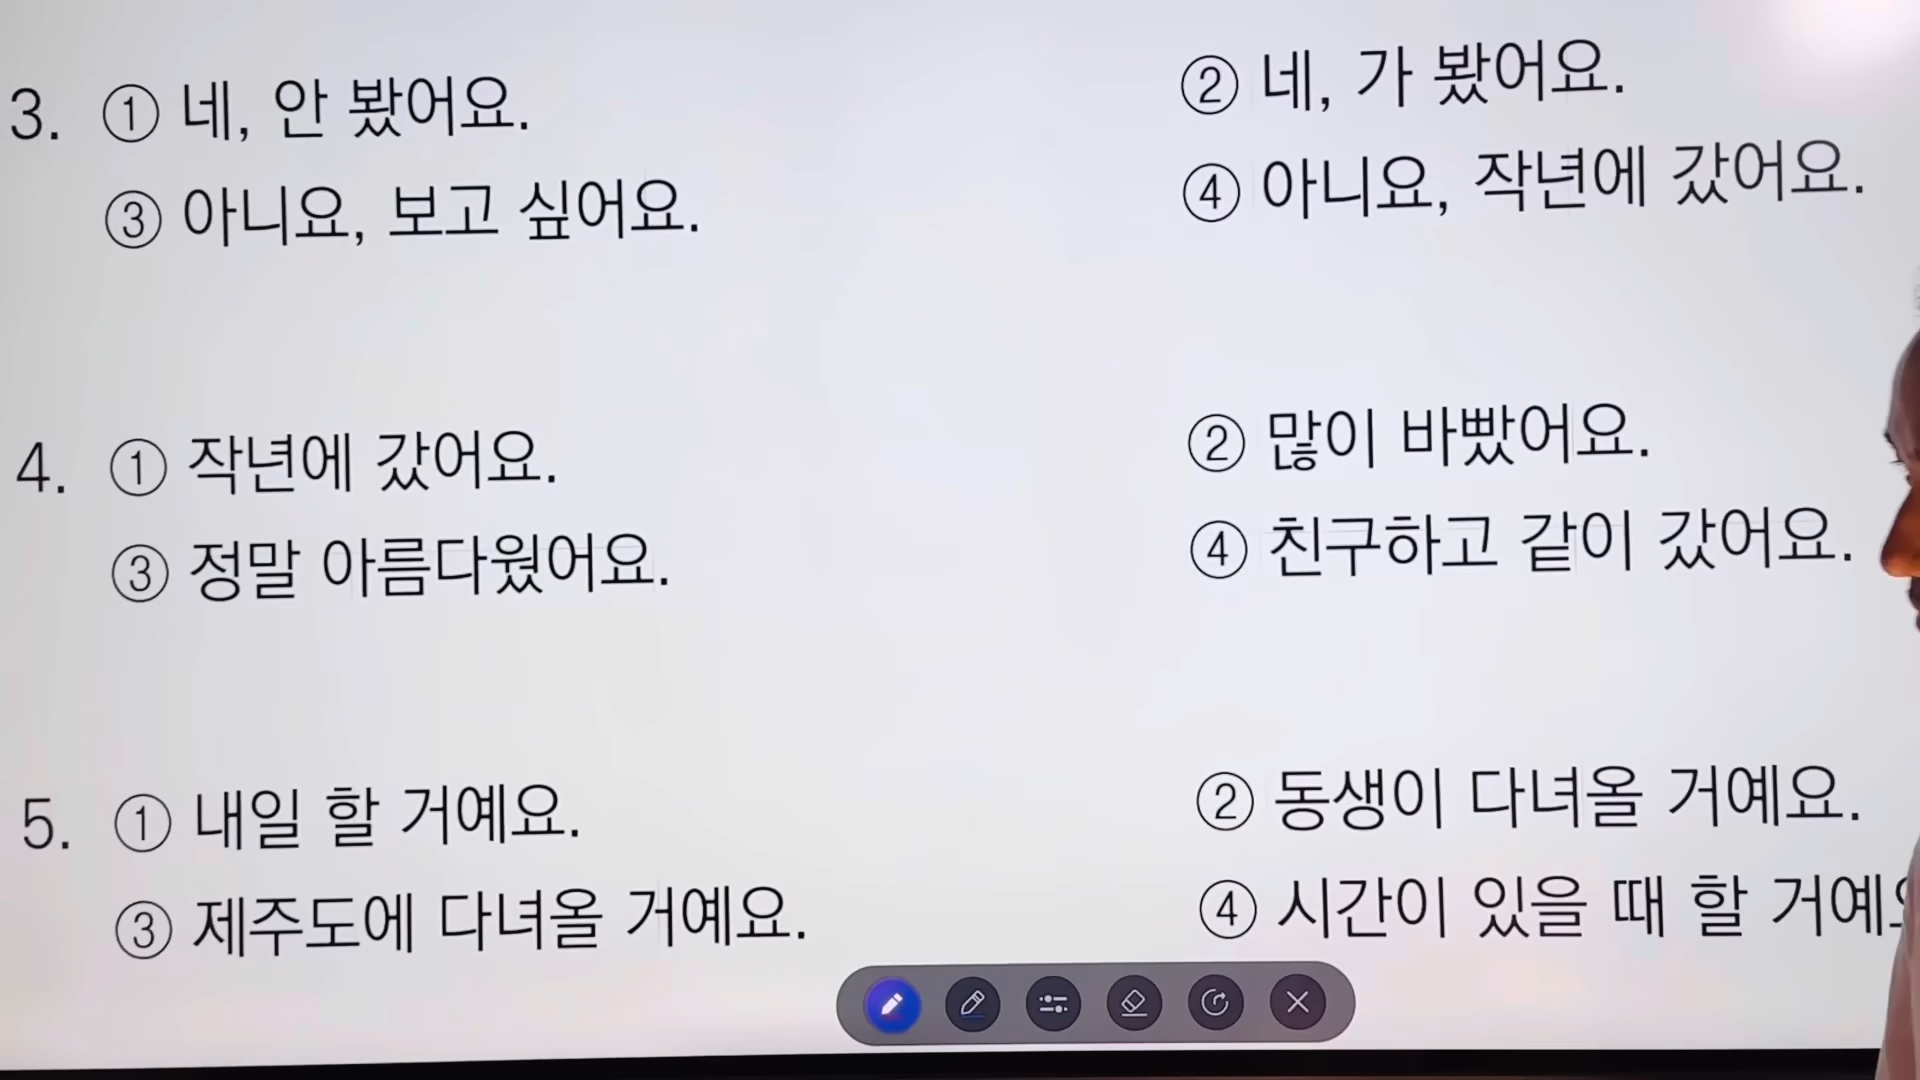 3. ① 네, 안 봤어요. ② 네, 가 봤어요.
③ 아니요, 보고 싶어요. ④ 아니요, 작년에 갔어요.
4. ① 작년에 갔어요. ② 많이 바빴어요.
③ 정말 아름다웠어요. ④ 친구하고 같이 갔어요.
5. ① 내일 할 거예요. ② 동생이 다녀올 거예요.
③ 제주도에 다녀올 거예요. ④ 시간이 있을 때 할 거예